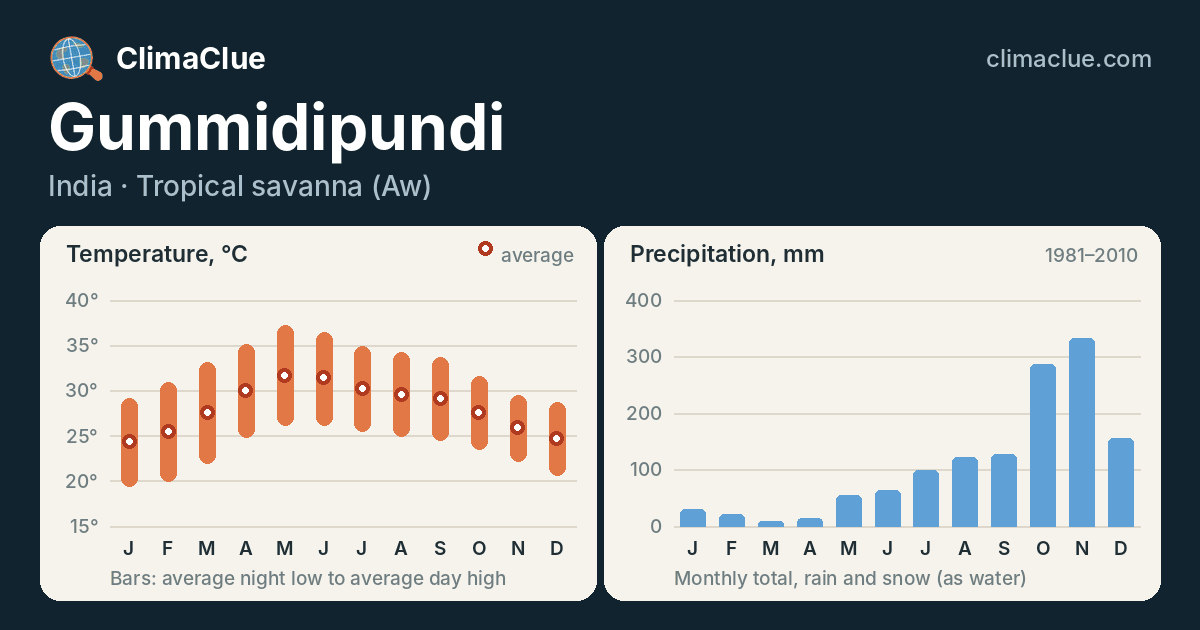 ClimaClue
climaclue.com
Gummidipundi
India · Tropical savanna (Aw)
Temperature, °C
average
40°
35°
30°
25°
20°
15°
J F M A M J J A S O N D
Bars: average night low to average day high
Precipitation, mm
1981–2010
400
300
200
100
0
J F M A M J J A S O N D
Monthly total, rain and snow (as water)